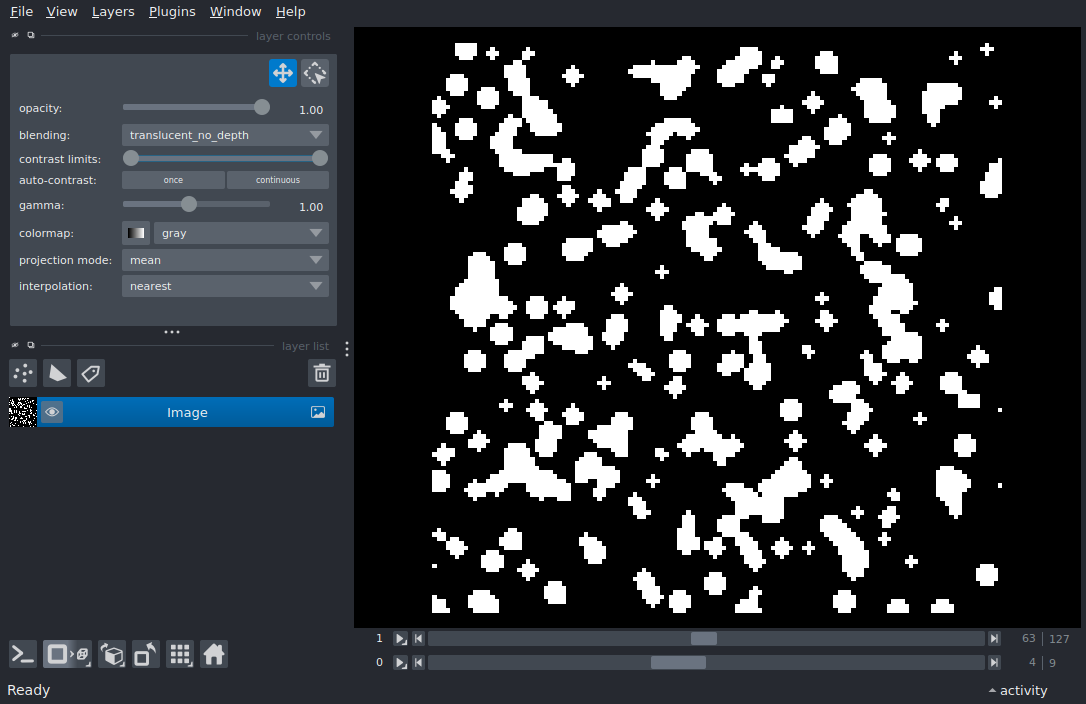 File View Layers Plugins Window Help
layer controls
opacity: 1.00
blending: translucent_no_depth
contrast limits:
auto-contrast: once continuous
gamma: 1.00
colormap: gray
projection mode: mean
interpolation: nearest
layer list
Image
1 63 127
0 4 9
Ready activity